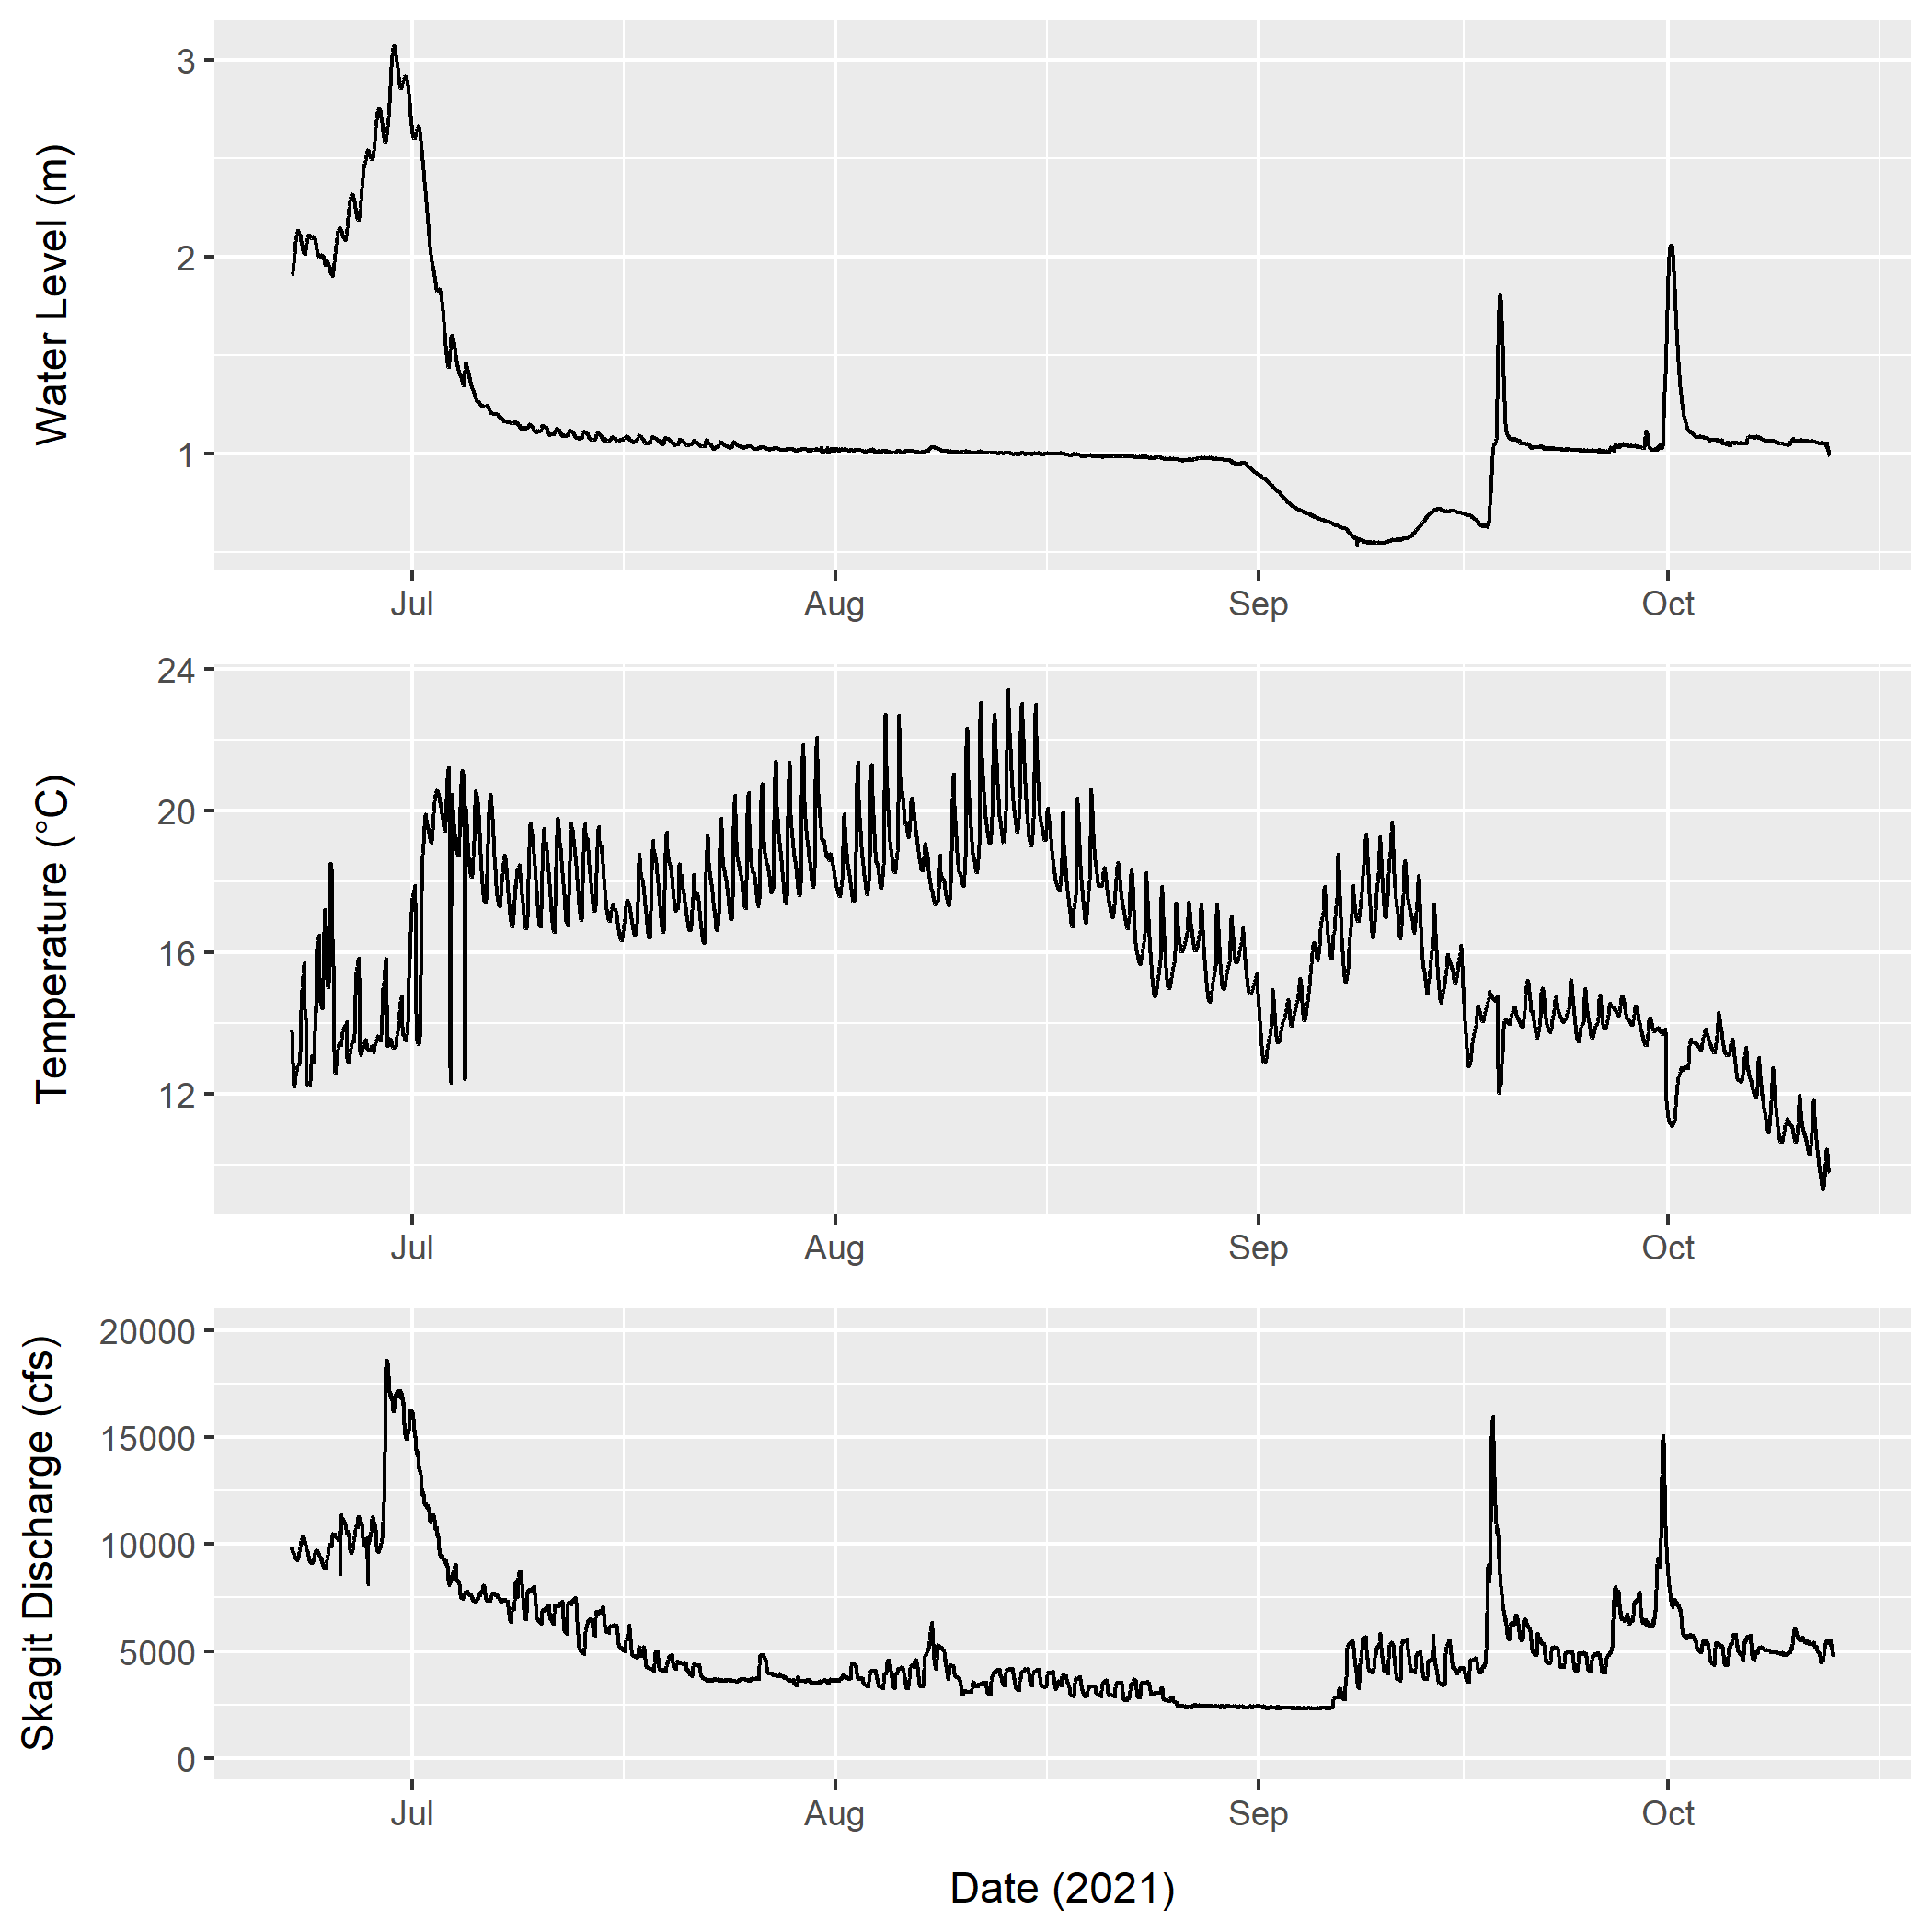 Water Level (m)
3
2
1
Jul Aug Sep Oct
Temperature (°C)
24
20
16
12
Jul Aug Sep Oct
Skagit Discharge (cfs)
20000
15000
10000
5000
0
Jul Aug Sep Oct
Date (2021)